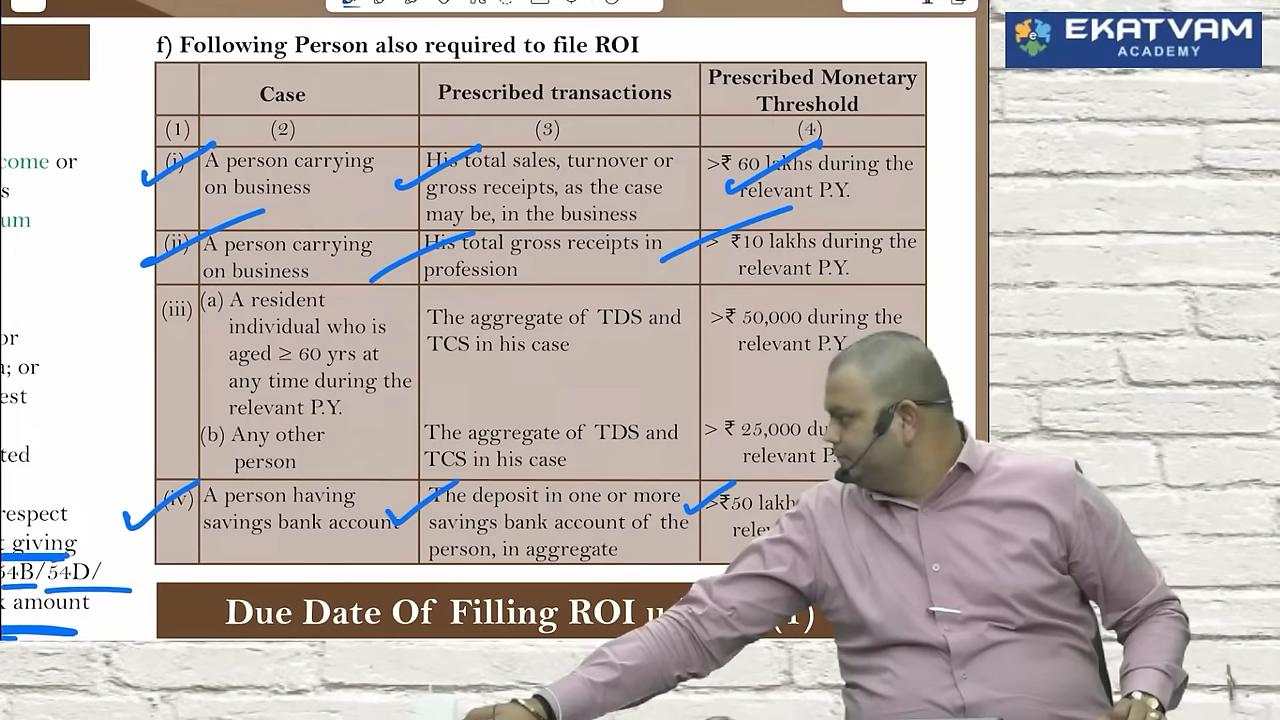 EKATVAM
ACADEMY
f) Following Person also required to file ROI
Case
Prescribed transactions
Prescribed Monetary
Threshold
(1)
(2)
(3)
(4)
(i)
A person carrying
on business
His total sales, turnover or
gross receipts, as the case
may be, in the business
>₹ 60 lakhs during the
relevant P.Y.
(ii)
A person carrying
on business
His total gross receipts in
profession
> ₹10 lakhs during the
relevant P.Y.
(iii)
(a) A resident
individual who is
aged ≥ 60 yrs at
any time during the
relevant P.Y.
The aggregate of TDS and
TCS in his case
>₹ 50,000 during the
relevant P.Y.
(b) Any other
person
The aggregate of TDS and
TCS in his case
> ₹ 25,000
relevant P.
(iv)
A person having
savings bank account
The deposit in one or more
savings bank account of the
person, in aggregate
>₹50 lakhs
Due Date Of Filling ROI
come or
s
um
or
a; or
est
ted
respect
giving
54B/54D/
amount